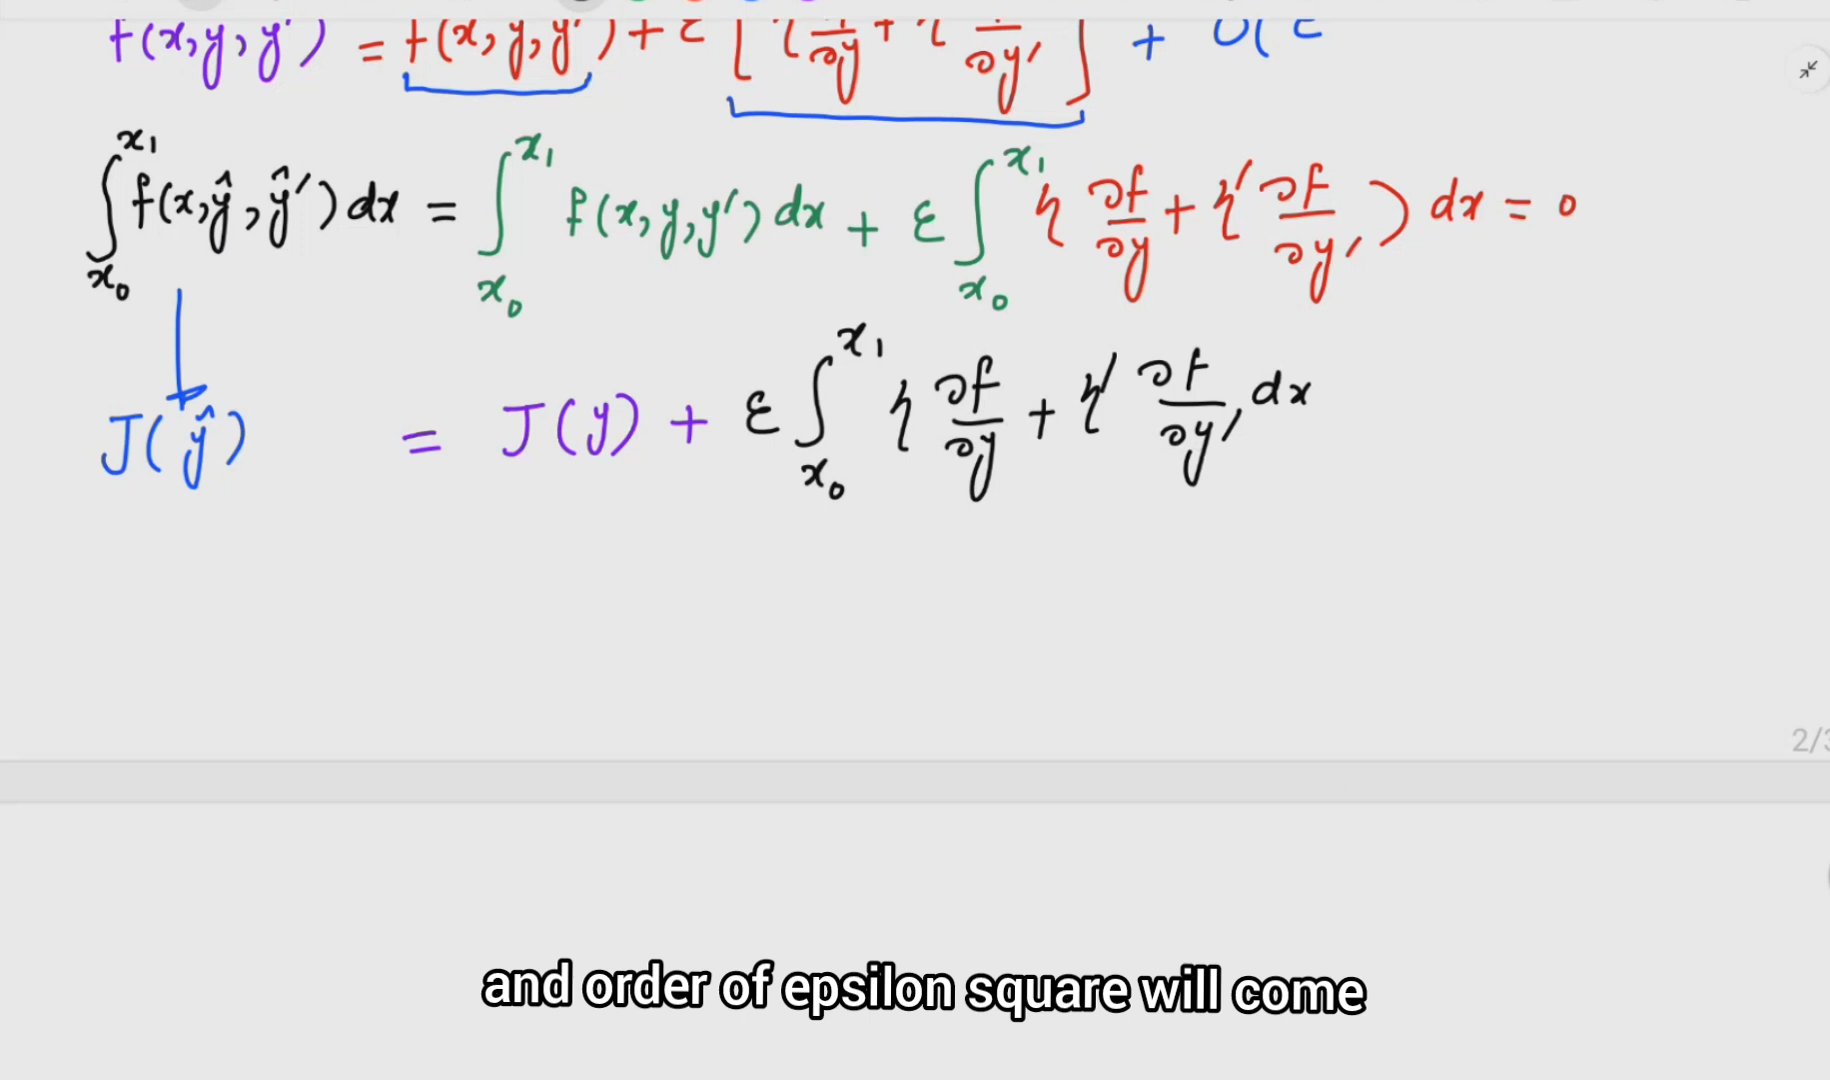 f(x, y, y') = f(x, y, y') + ε [ η ∂y + η' ∂y' ] + O(ε
∫_{x₀}^{x₁} f(x, ŷ, ŷ') dx = ∫_{x₀}^{x₁} f(x, y, y') dx + ε ∫_{x₀}^{x₁} η ∂f/∂y + η' ∂f/∂y' ) dx = 0
J(ŷ) = J(y) + ε ∫_{x₀}^{x₁} η ∂f/∂y + η' ∂f/∂y' dx
2/3
and order of epsilon square will come